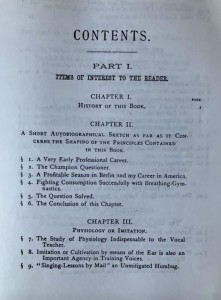 CONTENTS.
PART I.
ITEMS OF INTEREST TO THE READER.
CHAPTER I.
PAGE
HISTORY OF THIS BOOK, 3
CHAPTER II.
A SHORT AUTOBIOGRAPHICAL SKETCH AS FAR AS IT CON-
CERNS THE SHAPING OF THE PRINCIPLES CONTAINED
IN THIS BOOK.
§ 1. A Very Early Professional Career.
§ 2. The Champion Questioner.
§ 3. A Profitable Season in Berlin and my Career in America.
§ 4. Fighting Consumption Successfully with Breathing-Gym-
nastics.
§ 5. The Question Solved.
§ 6. The Conclusion of this Chapter.
CHAPTER III.
PHYSIOLOGY OR IMITATION.
§ 7. The Study of Physiology Indispensable to the Vocal
Teacher.
§ 8. Imitation or Cultivation by means of the Ear is also an
Important Agency in Training Voices.
§ 9. "Singing-Lessons by Mail" an Unmitigated Humbug.